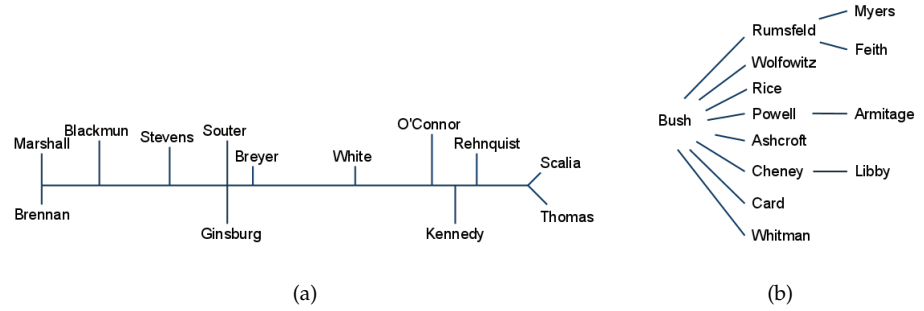 Marshall
Blackmun
Stevens
Souter
Breyer
White
O'Connor
Rehnquist
Scalia
Brennan
Ginsburg
Kennedy
Thomas
(a)
Bush
Rumsfeld
Myers
Feith
Wolfowitz
Rice
Powell
Armitage
Ashcroft
Cheney
Libby
Card
Whitman
(b)